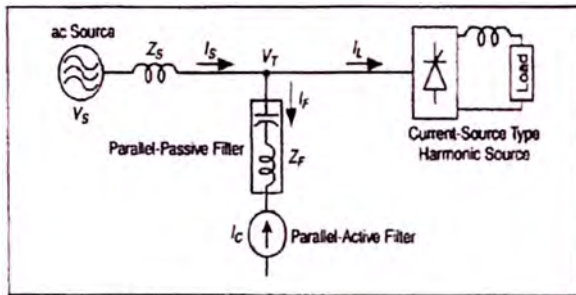 ac Source
Z_S
I_S
V_T
I_L
V_S
I_F
Load
Parallel-Passive Filter
Z_F
Current-Source Type
Harmonic Source
I_C
Parallel-Active Filter